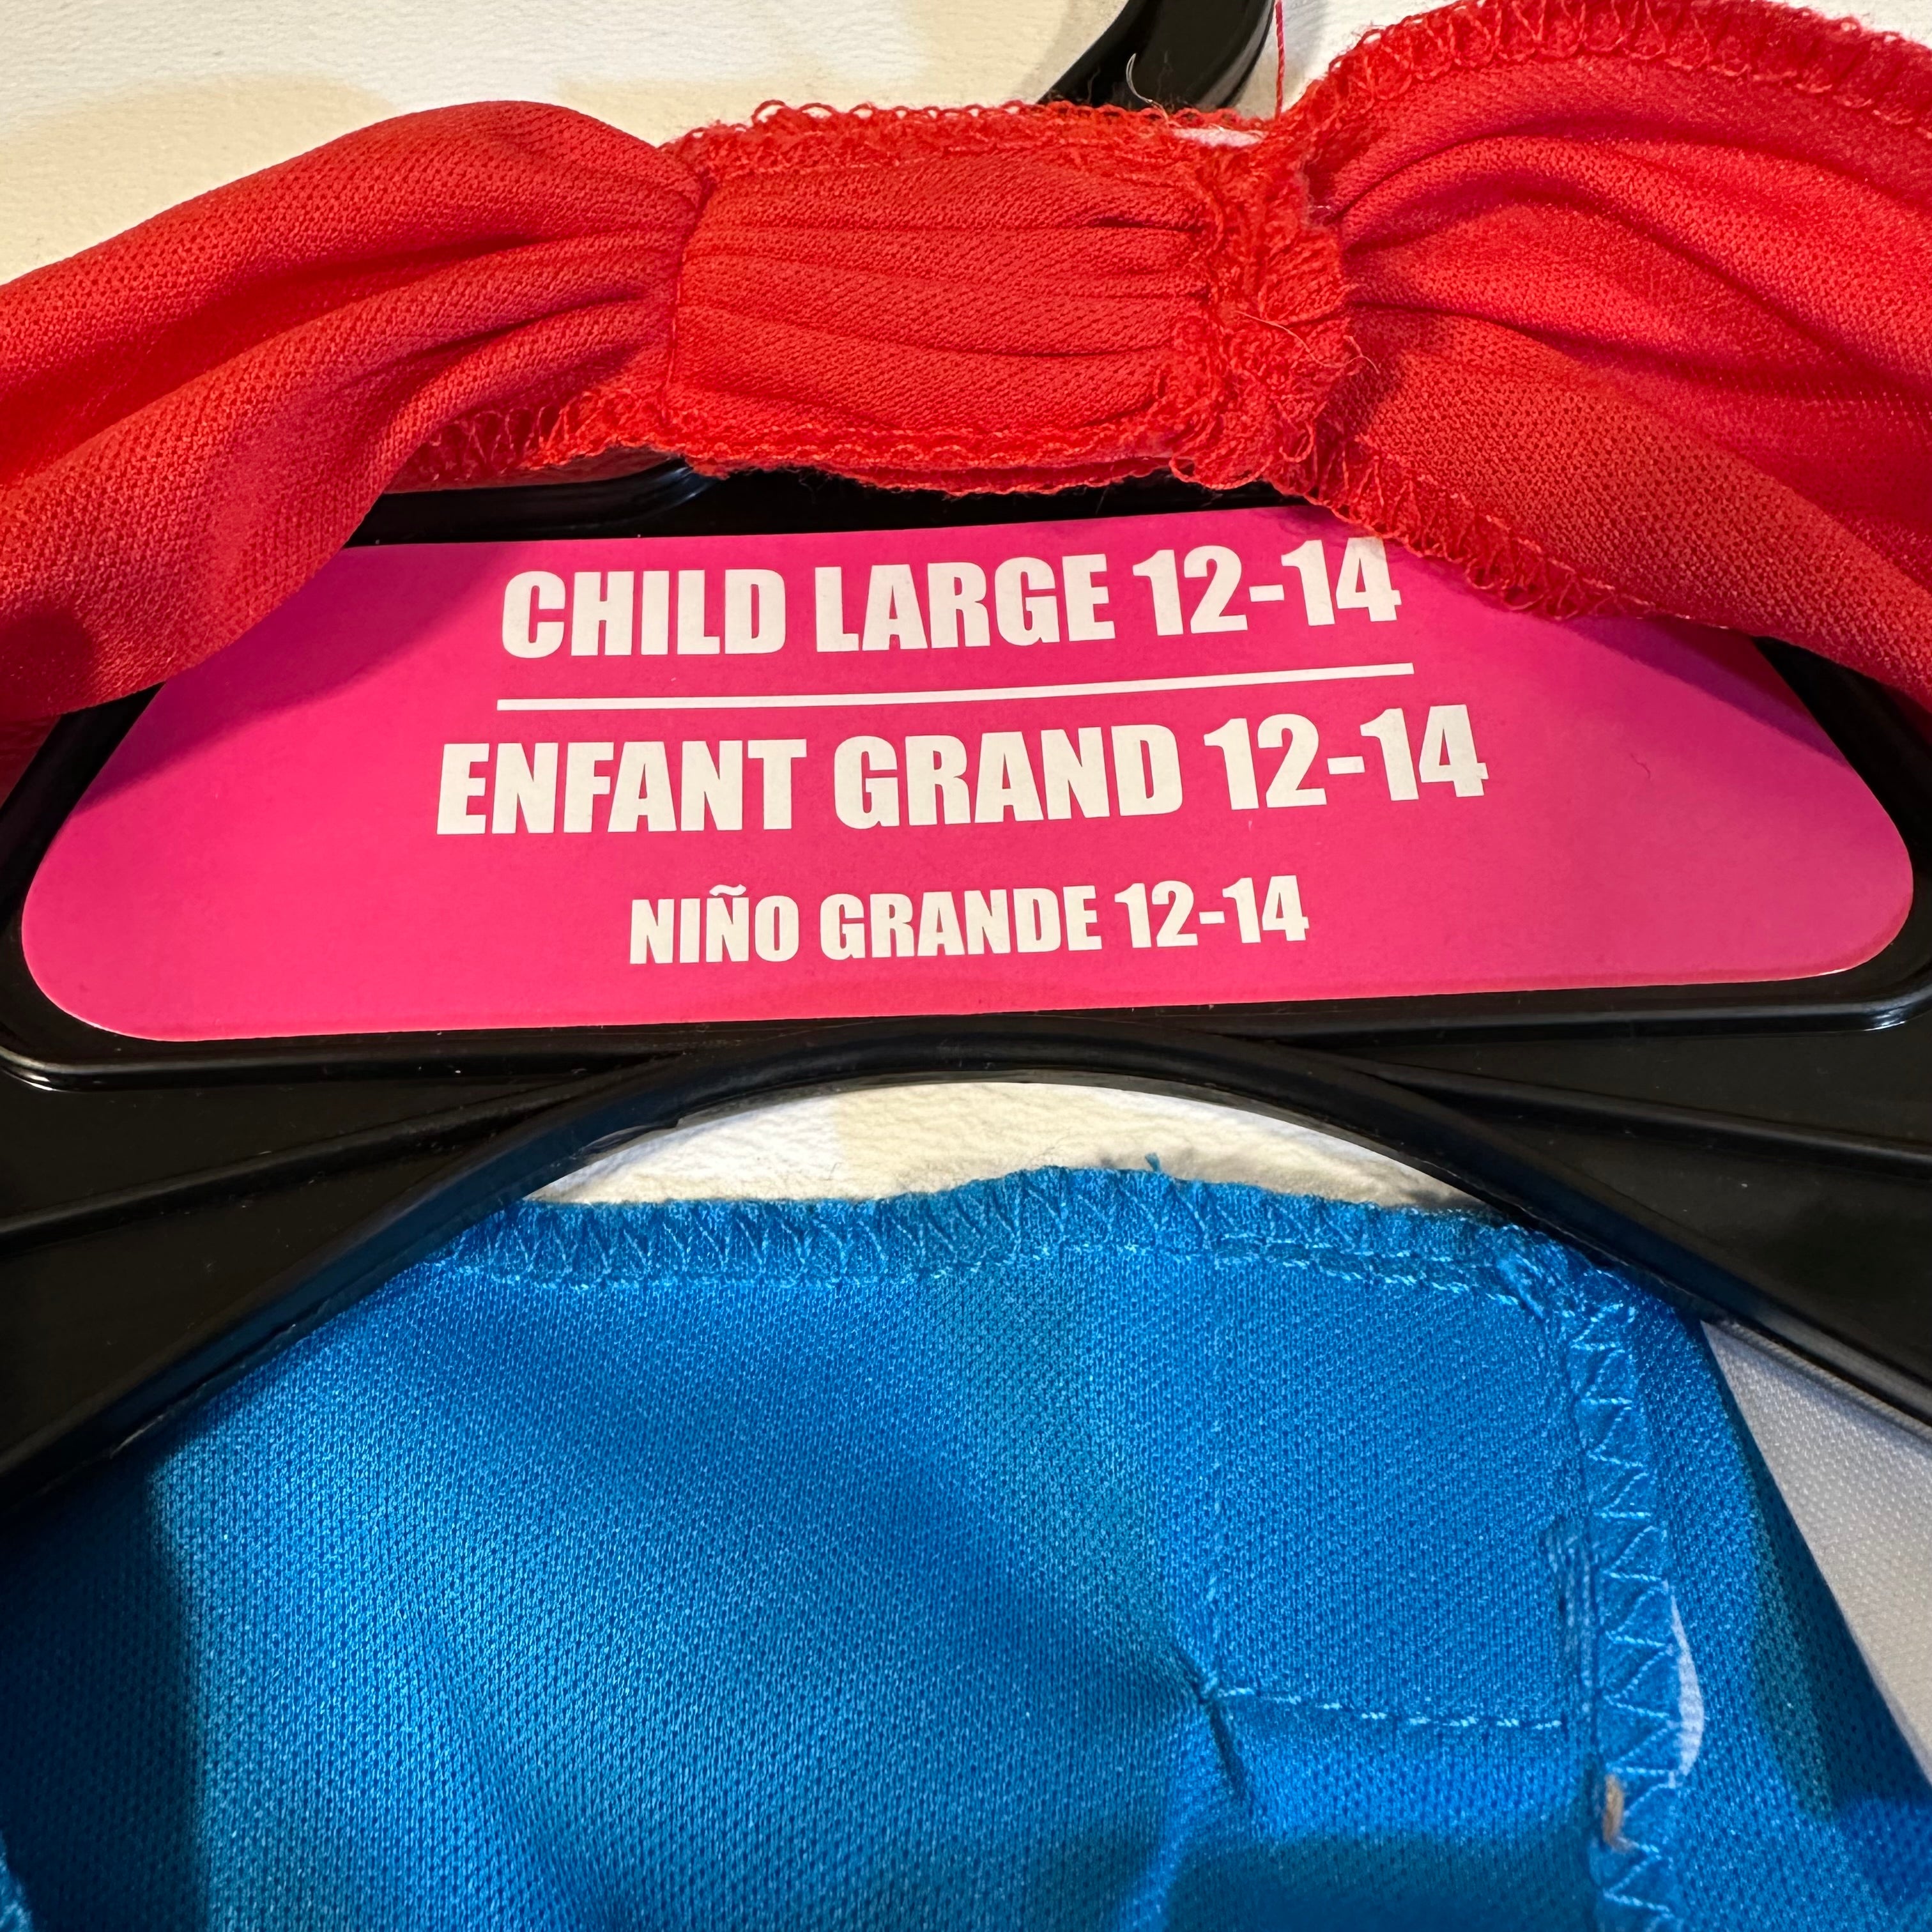 CHILD LARGE 12-14
ENFANT GRAND 12-14
NIÑO GRANDE 12-14